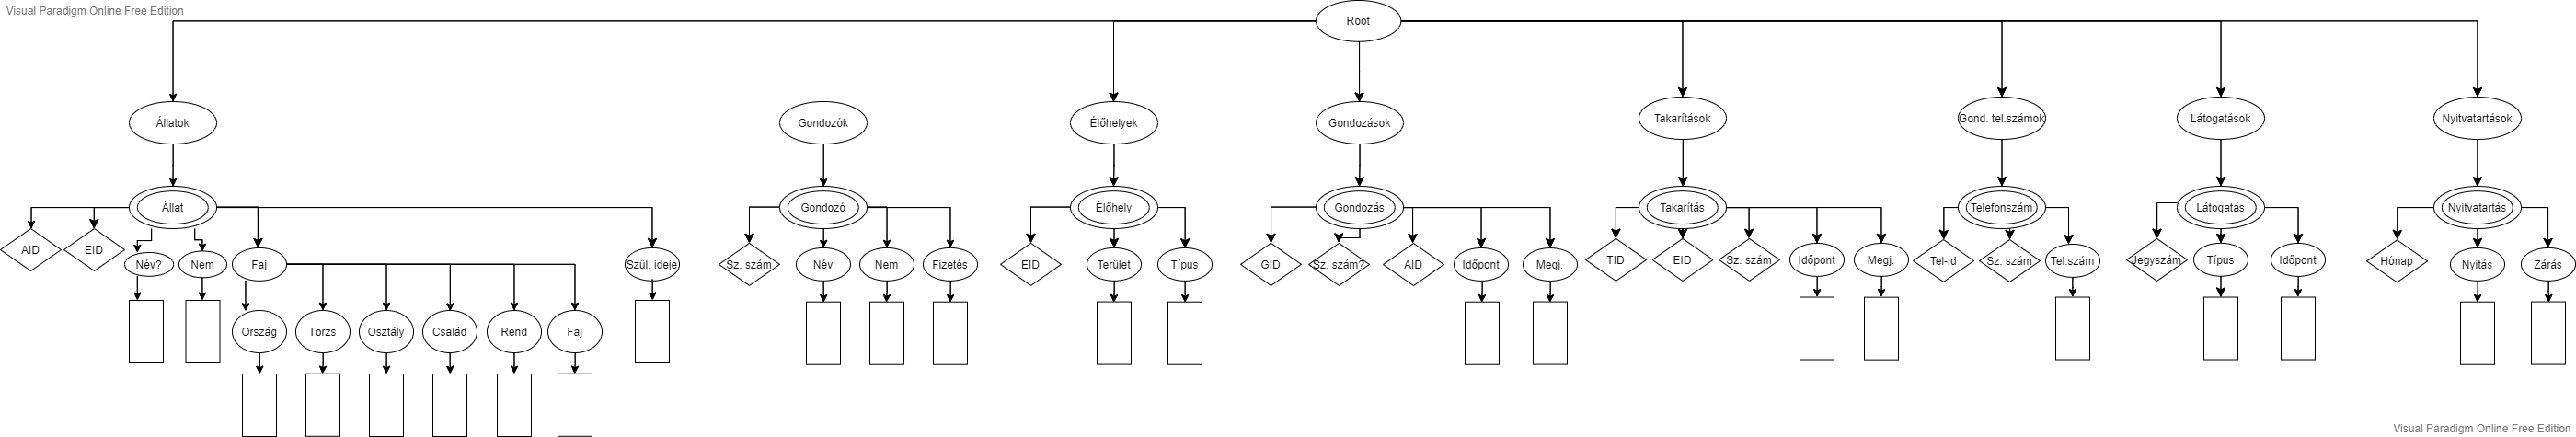 Visual Paradigm Online Free Edition
Root
Állatok
Gondozók
Élőhelyek
Gondozások
Takarítások
Gond. tel.számok
Látogatások
Nyitvatartások
Állat
Gondozó
Élőhely
Gondozás
Takarítás
Telefonszám
Látogatás
Nyitvatartás
AID
EID
Név?
Nem
Faj
Szül. ideje
Sz. szám
Név
Nem
Fizetés
EID
Terület
Típus
GID
Sz. szám?
AID
Időpont
Megj.
TID
EID
Sz. szám
Időpont
Megj.
Tel-id
Sz. szám
Tel.szám
Jegyszám
Típus
Időpont
Hónap
Nyitás
Zárás
Ország
Törzs
Osztály
Család
Rend
Faj
Visual Paradigm Online Free Edition